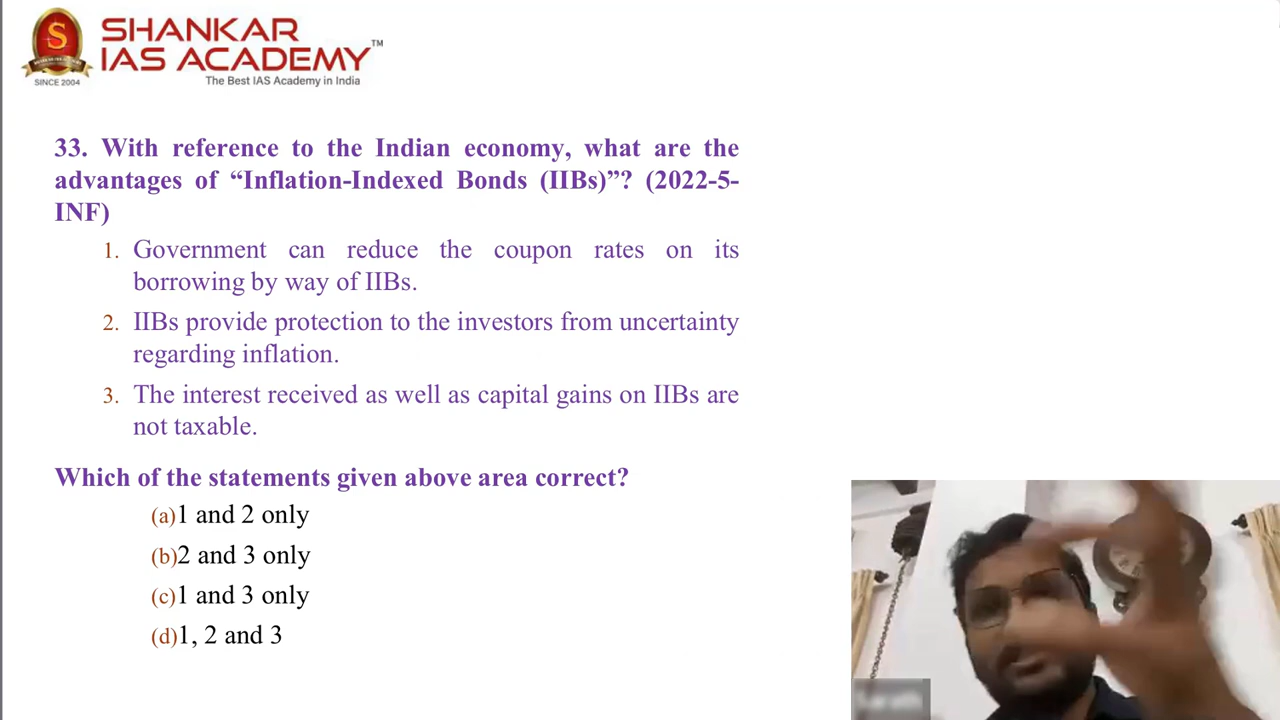 SHANKAR
IAS ACADEMY™
The Best IAS Academy in India
SINCE 2004
33. With reference to the Indian economy, what are the
advantages of “Inflation-Indexed Bonds (IIBs)”? (2022-5-
INF)
1. Government can reduce the coupon rates on its
borrowing by way of IIBs.
2. IIBs provide protection to the investors from uncertainty
regarding inflation.
3. The interest received as well as capital gains on IIBs are
not taxable.
Which of the statements given above area correct?
(a)1 and 2 only
(b)2 and 3 only
(c)1 and 3 only
(d)1, 2 and 3